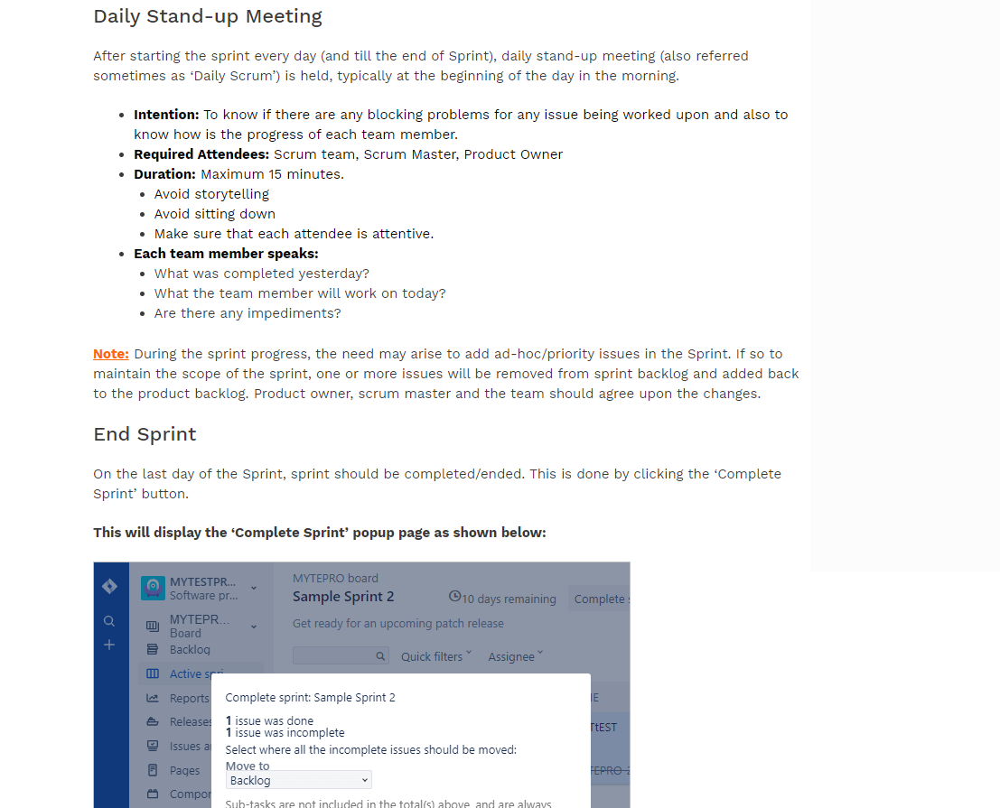 Daily Stand-up Meeting
After starting the sprint every day (and till the end of Sprint), daily stand-up meeting (also referred
sometimes as ‘Daily Scrum’) is held, typically at the beginning of the day in the morning.
Intention: To know if there are any blocking problems for any issue being worked upon and also to
know how is the progress of each team member.
Required Attendees: Scrum team, Scrum Master, Product Owner
Duration: Maximum 15 minutes.
Avoid storytelling
Avoid sitting down
Make sure that each attendee is attentive.
Each team member speaks:
What was completed yesterday?
What the team member will work on today?
Are there any impediments?
Note: During the sprint progress, the need may arise to add ad-hoc/priority issues in the Sprint. If so to
maintain the scope of the sprint, one or more issues will be removed from sprint backlog and added back
to the product backlog. Product owner, scrum master and the team should agree upon the changes.
End Sprint
On the last day of the Sprint, sprint should be completed/ended. This is done by clicking the ‘Complete
Sprint’ button.
This will display the ‘Complete Sprint’ popup page as shown below:
MYTESTPR...
Software pr...
MYTEPR...
Board
Backlog
Active spri
Reports
Releases
Issues a
Pages
Compor
MYTEPRO board
Sample Sprint 2
10 days remaining
Complete s
Get ready for an upcoming patch release
Quick filters
Assignee
Complete sprint: Sample Sprint 2
1 issue was done
1 issue was incomplete
Select where all the incomplete issues should be moved:
Move to
Backlog
Sub-tasks are not included in the total(s) above, and are always
IE
TtEST
TEPRO-2